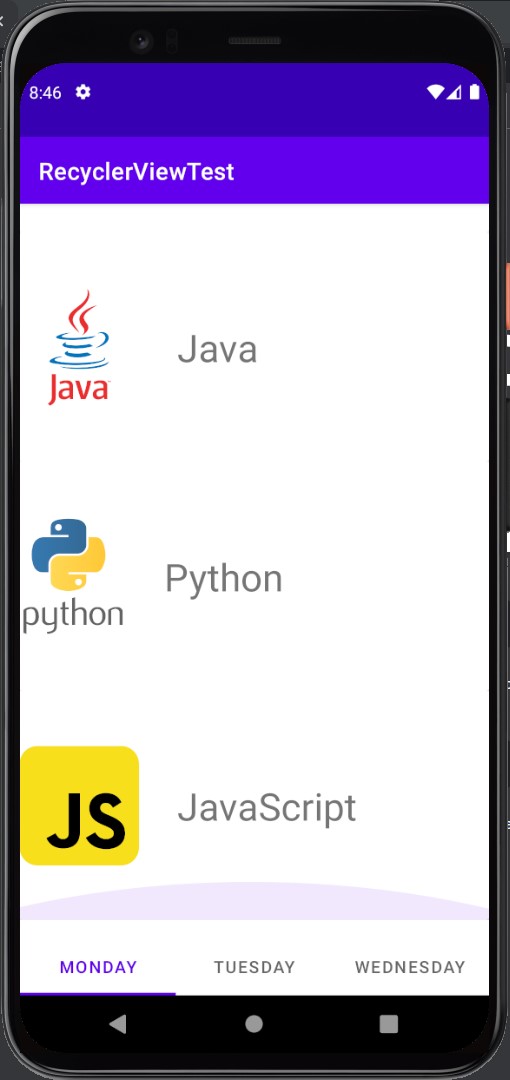 8:46
RecyclerViewTest
Java
Java
python
Python
JS
JavaScript
MONDAY
TUESDAY
WEDNESDAY